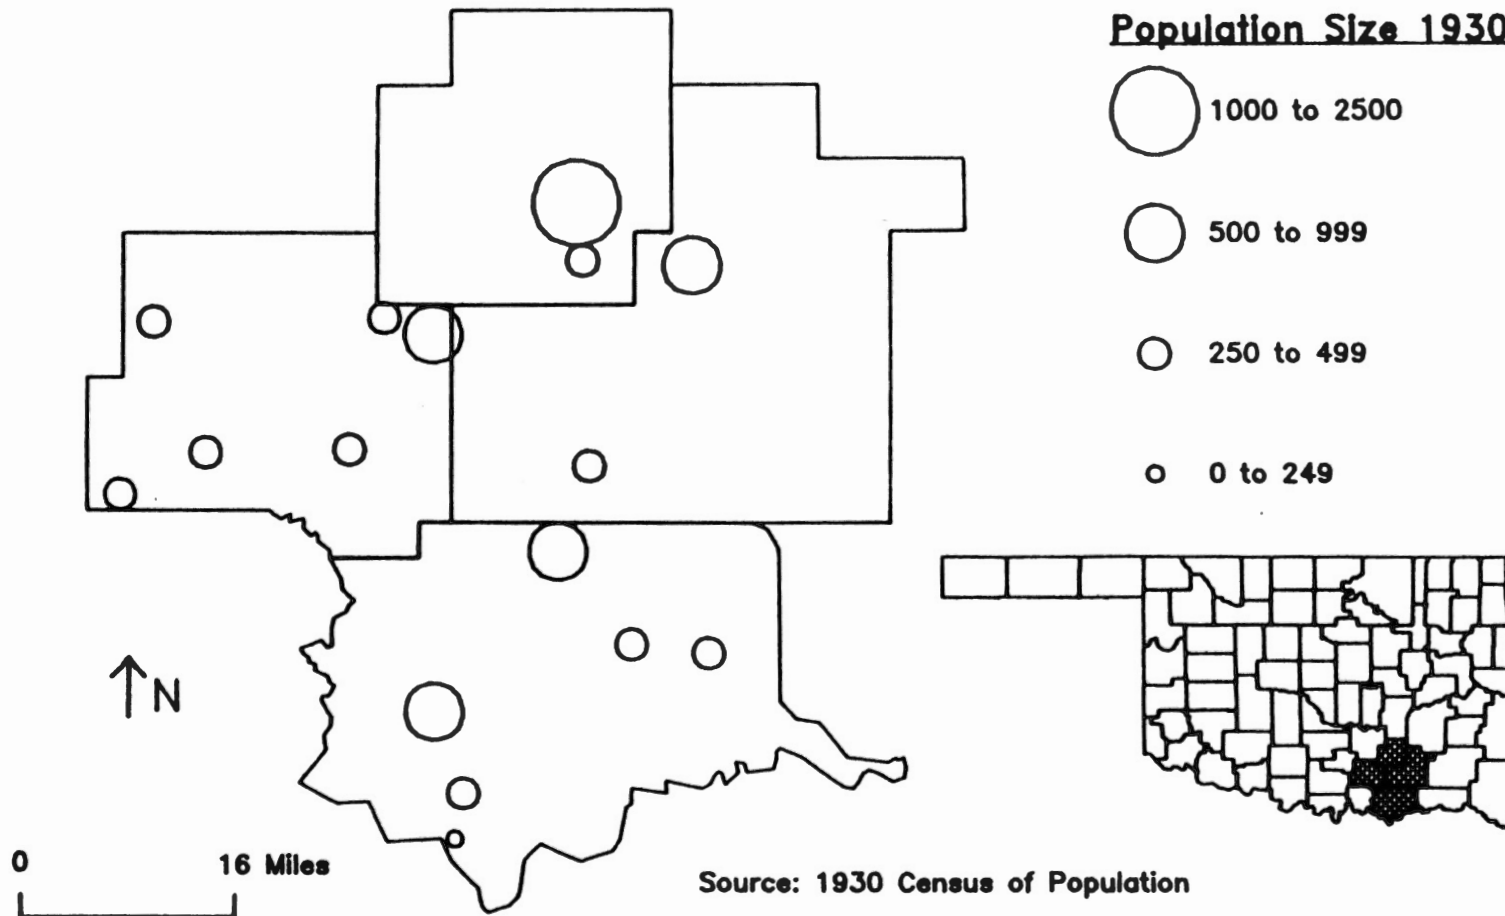 Population Size 1930
1000 to 2500
500 to 999
250 to 499
0 to 249
N
0 16 Miles
Source: 1930 Census of Population